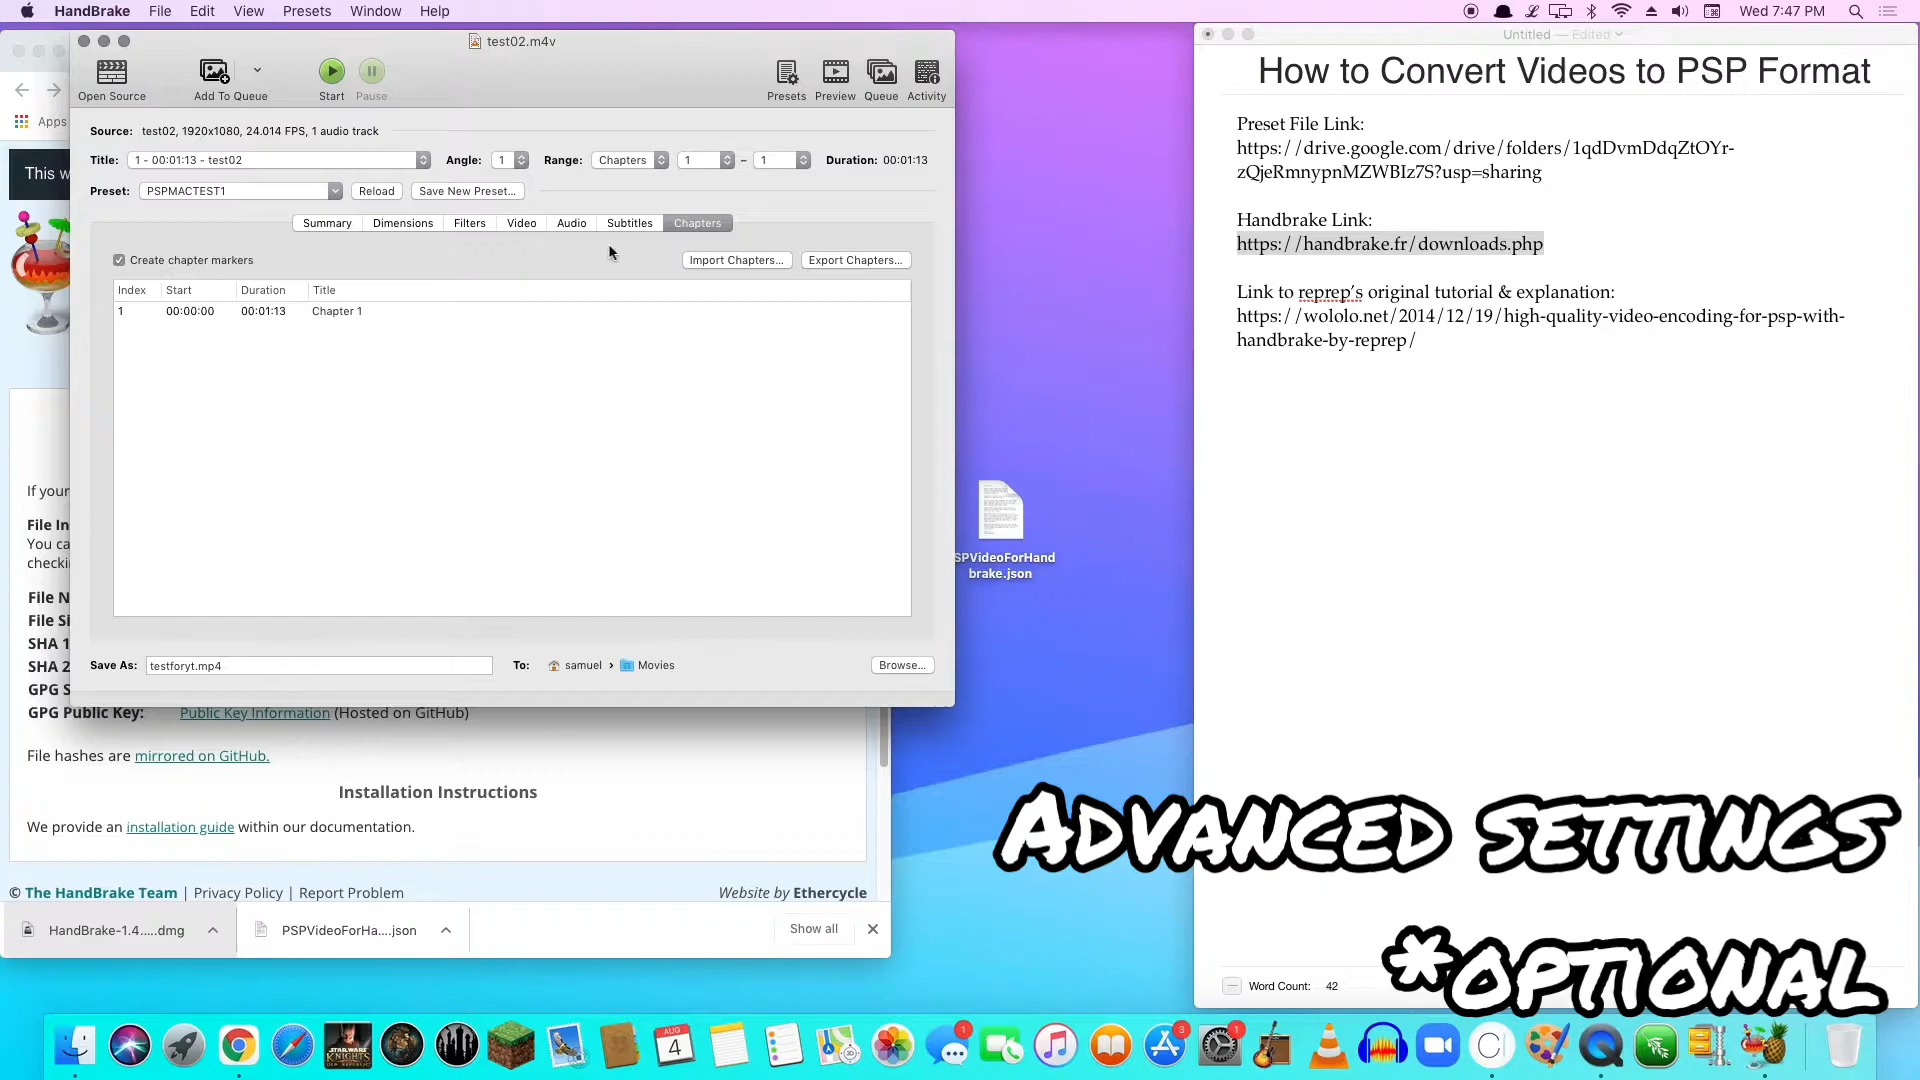 HandBrake File Edit View Presets Window Help
Wed 7:47 PM
test02.m4v
Open Source Add To Queue Start Pause Presets Preview Queue Activity
Source: test02, 1920x1080, 24.014 FPS, 1 audio track
Title: 1 - 00:01:13 - test02 Angle: 1 Range: Chapters 1 – 1 Duration: 00:01:13
Preset: PSPMACTEST1 Reload Save New Preset...
Summary Dimensions Filters Video Audio Subtitles Chapters
Create chapter markers Import Chapters... Export Chapters...
Index Start Duration Title
1 00:00:00 00:01:13 Chapter 1
Save As: testforyt.mp4 To: samuel › Movies Browse...
Apps
This w
If your
File In
You ca
checki
File N
File Si
SHA 1
SHA 2
GPG S
GPG Public Key: Public Key Information (Hosted on GitHub)
File hashes are mirrored on GitHub.
Installation Instructions
We provide an installation guide within our documentation.
© The HandBrake Team | Privacy Policy | Report Problem Website by Ethercycle
HandBrake-1.4.....dmg PSPVideoForHa....json Show all
SPVideoForHand
brake.json
Untitled — Edited
How to Convert Videos to PSP Format
Preset File Link:
https://drive.google.com/drive/folders/1qdDvmDdqZtOYr-
zQjeRmnypnMZWBIz7S?usp=sharing
Handbrake Link:
https://handbrake.fr/downloads.php
Link to reprep’s original tutorial & explanation:
https://wololo.net/2014/12/19/high-quality-video-encoding-for-psp-with-
handbrake-by-reprep/
Advanced settings
*optional
Word Count: 42
STAR WARS
KNIGHTS
AUG
4
1
3
1
3D